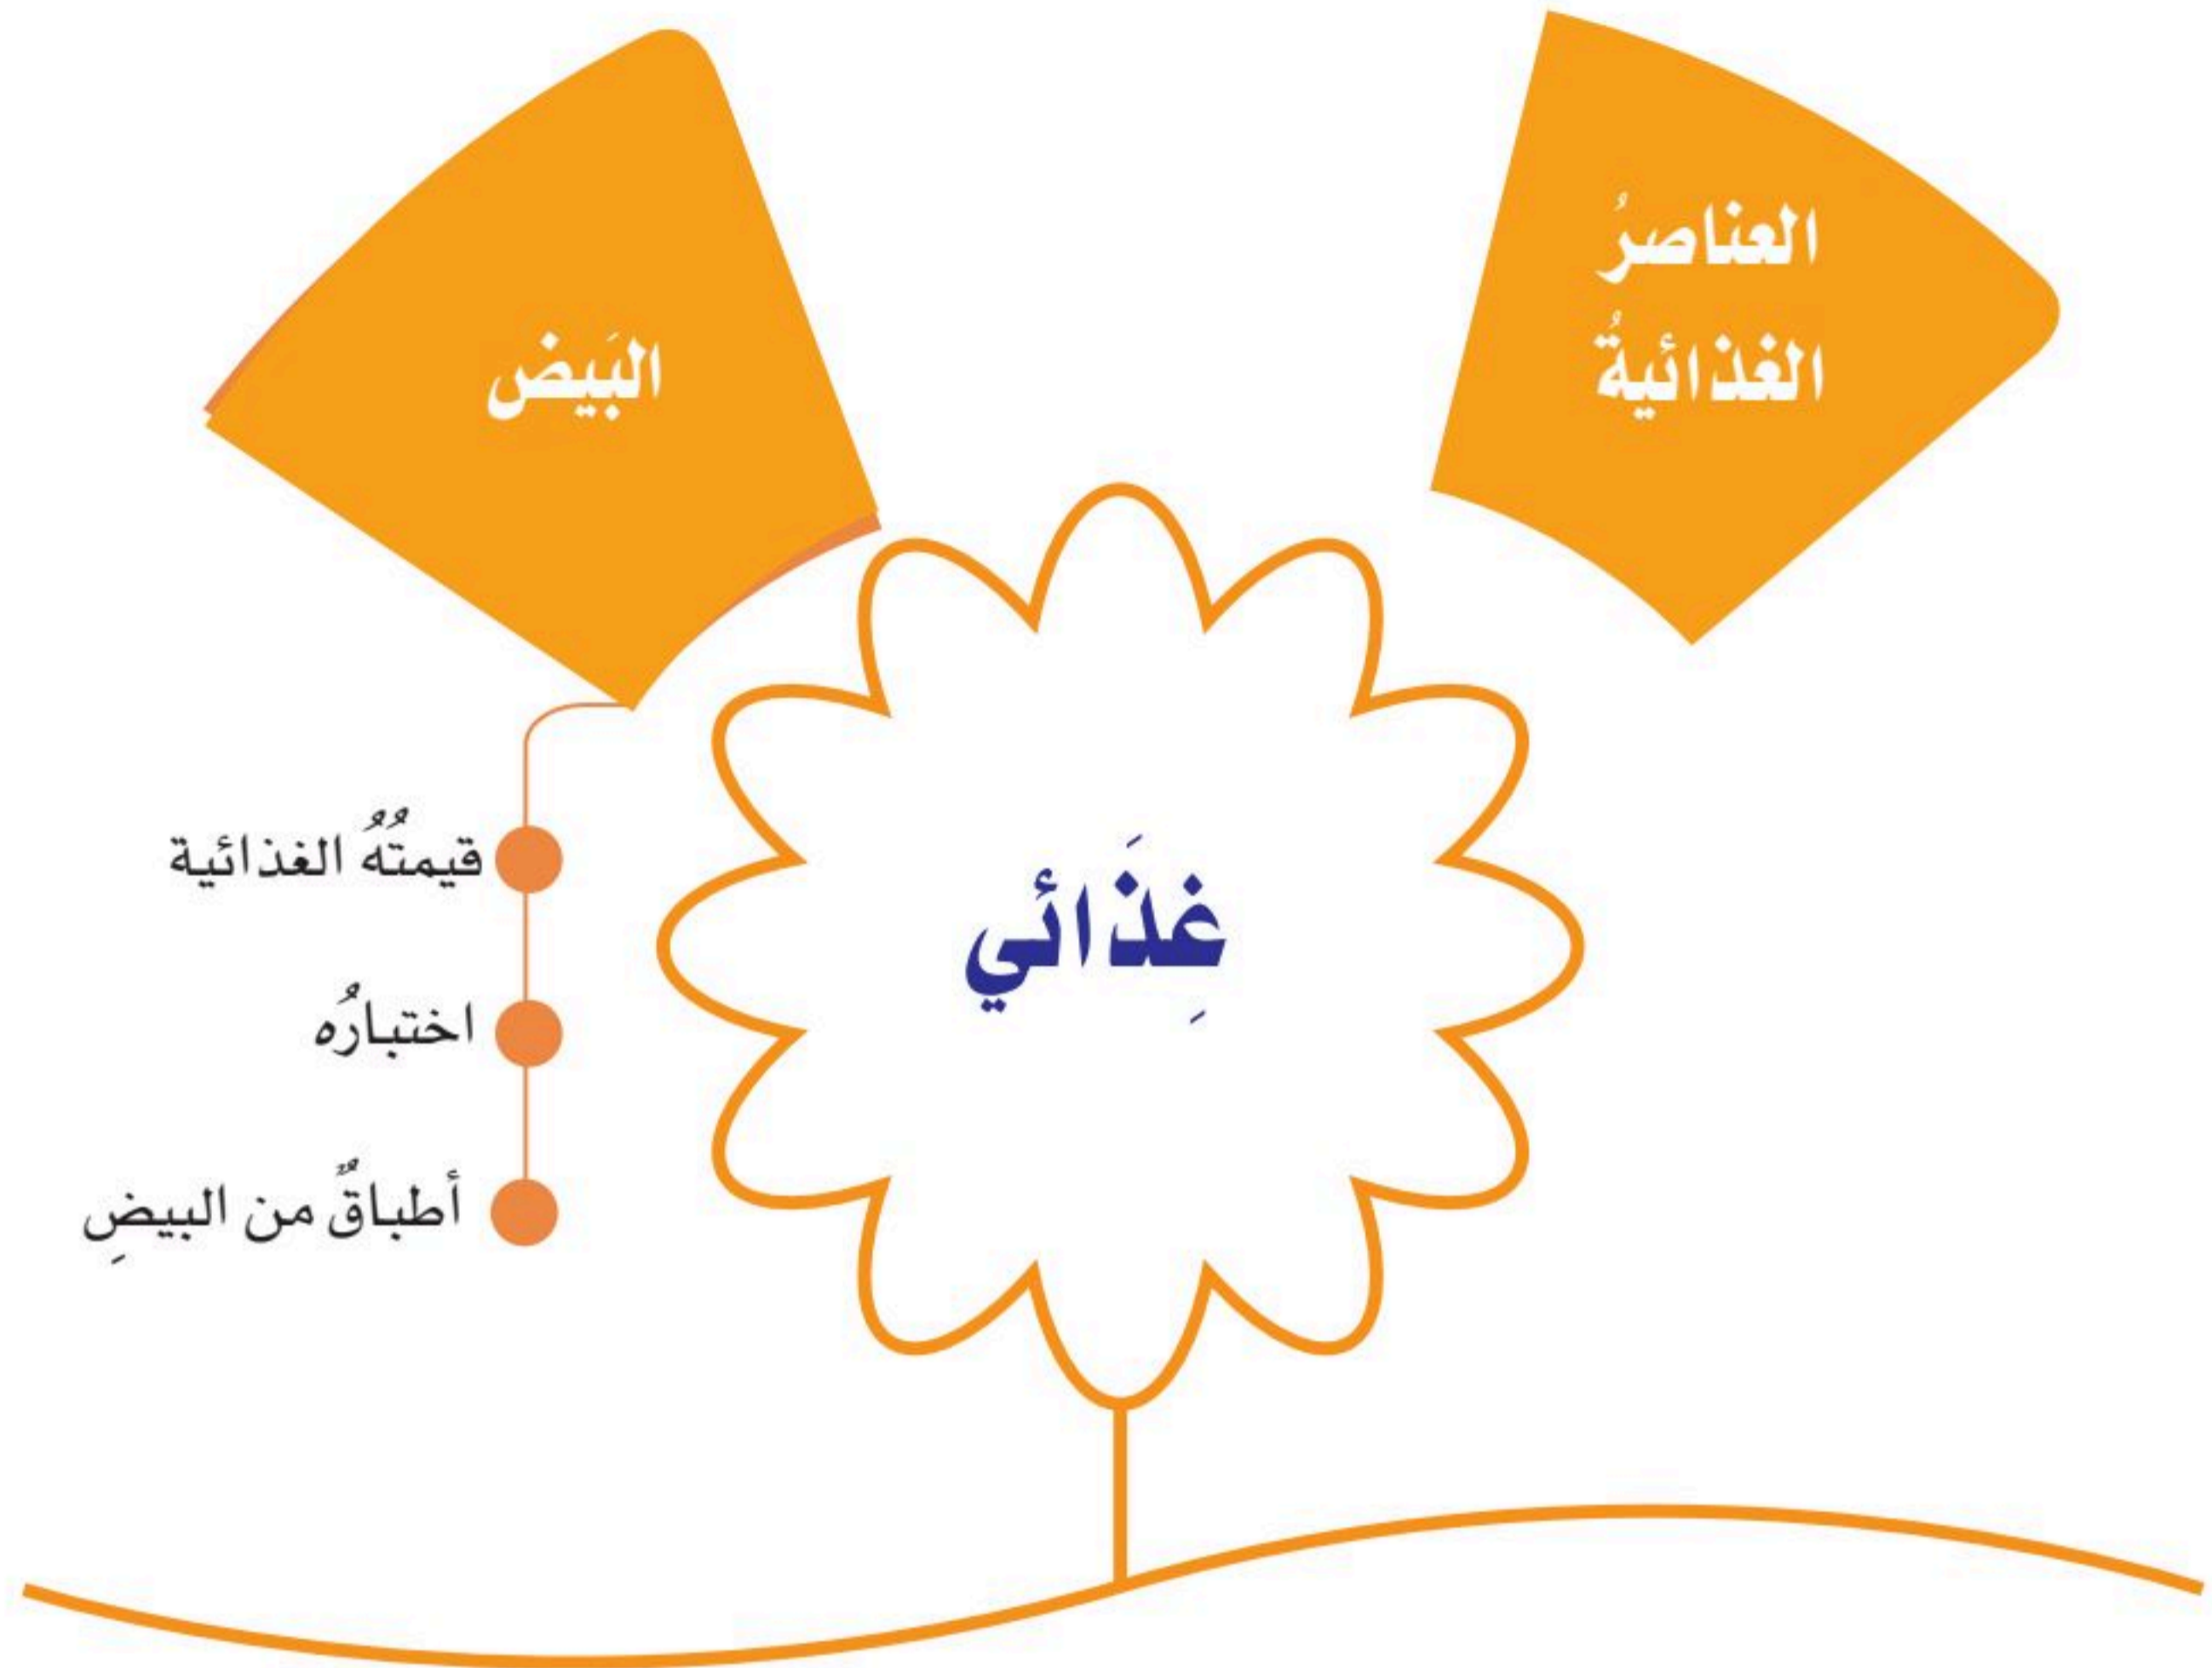 العناصرُ
الغذائيةُ
البَيض
غِذَائي
قيمتُهُ الغذائية
اختبارُه
أطباقٌ من البيضِ